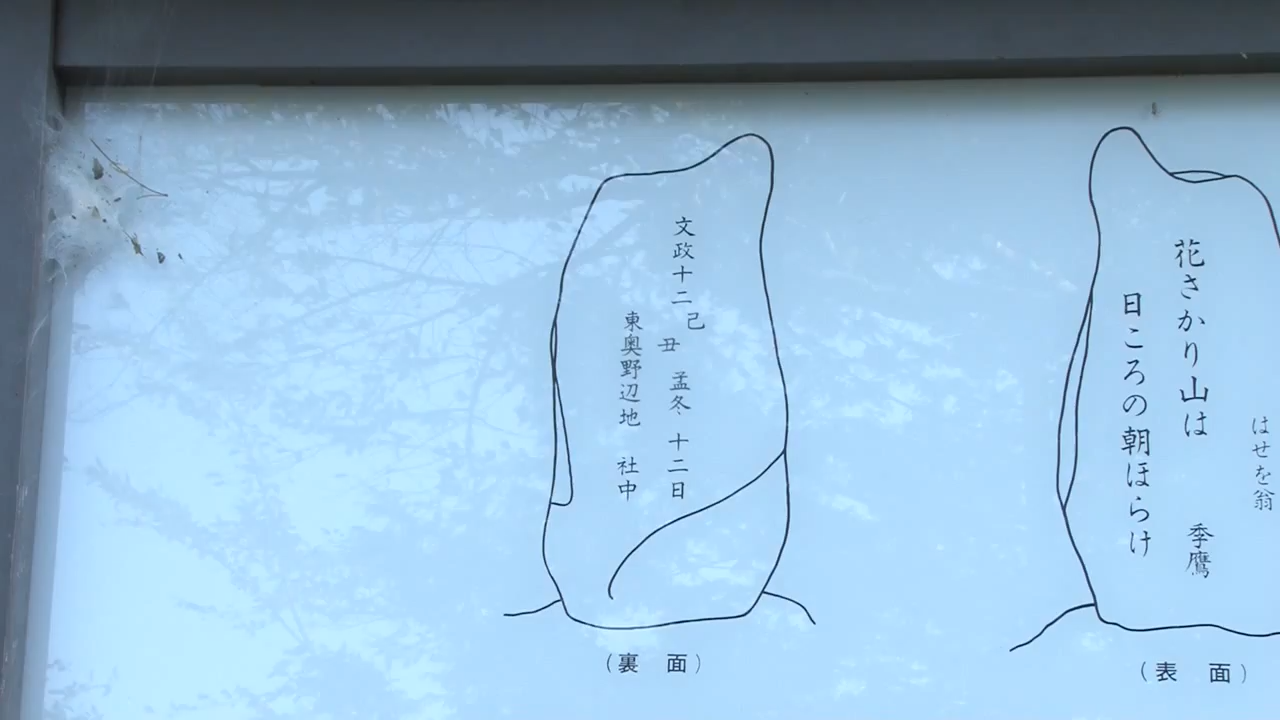 はせを翁
花さかり山は 季鷹
日ころの朝ほらけ
（表 面）
文政十二己丑 孟冬 十二日
東奥野辺地 社中
（裏 面）